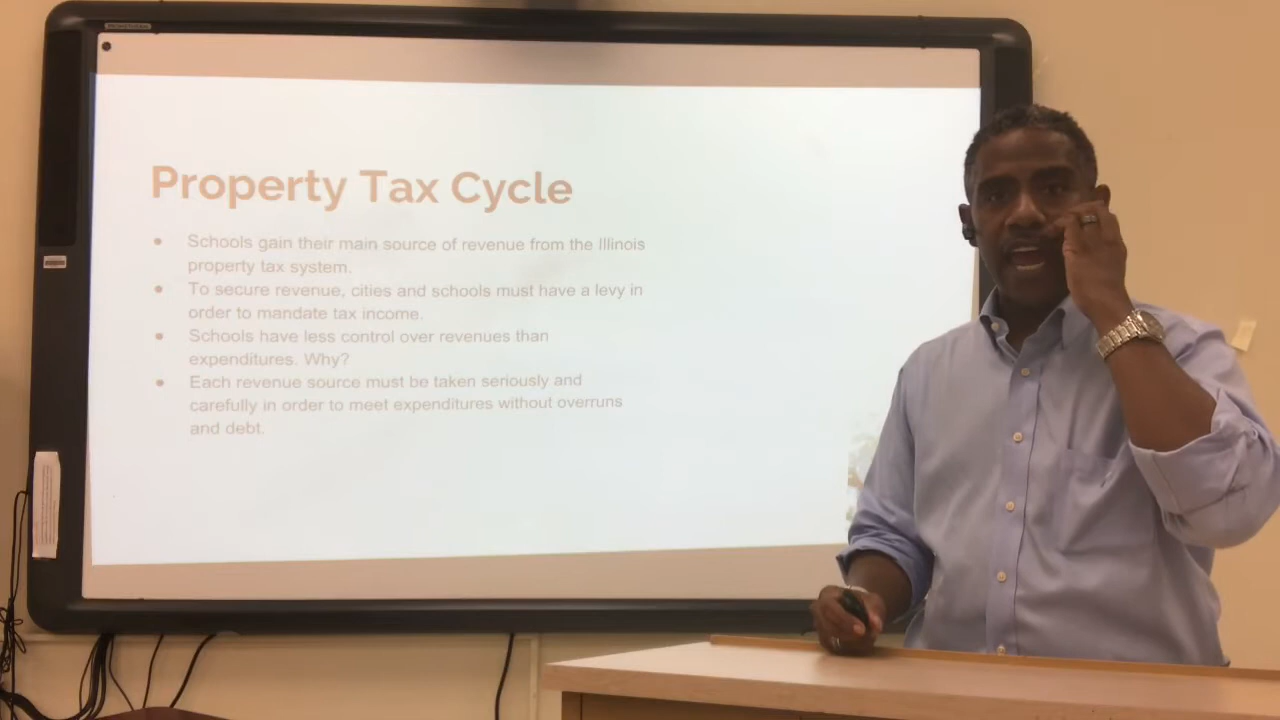 Property Tax Cycle
Schools gain their main source of revenue from the Illinois
property tax system.
To secure revenue, cities and schools must have a levy in
order to mandate tax income.
Schools have less control over revenues than
expenditures. Why?
Each revenue source must be taken seriously and
carefully in order to meet expenditures without overruns
and debt.